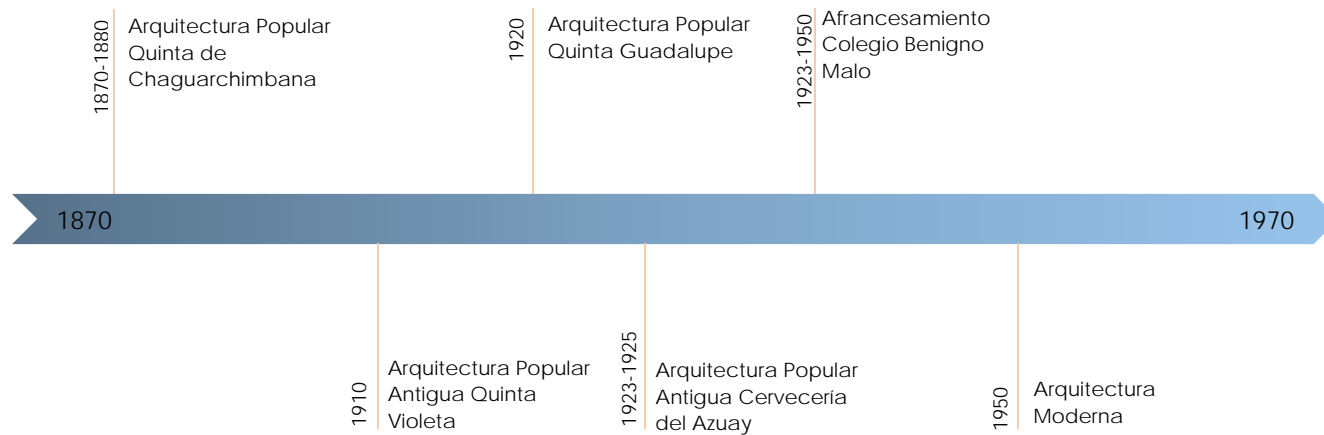 1870-1880
Arquitectura Popular
Quinta de
Chaguarchimbana
1920
Arquitectura Popular
Quinta Guadalupe
1923-1950
Afrancesamiento
Colegio Benigno
Malo
1870
1970
1910
Arquitectura Popular
Antigua Quinta
Violeta
1923-1925
Arquitectura Popular
Antigua Cervecería
del Azuay
1950
Arquitectura
Moderna